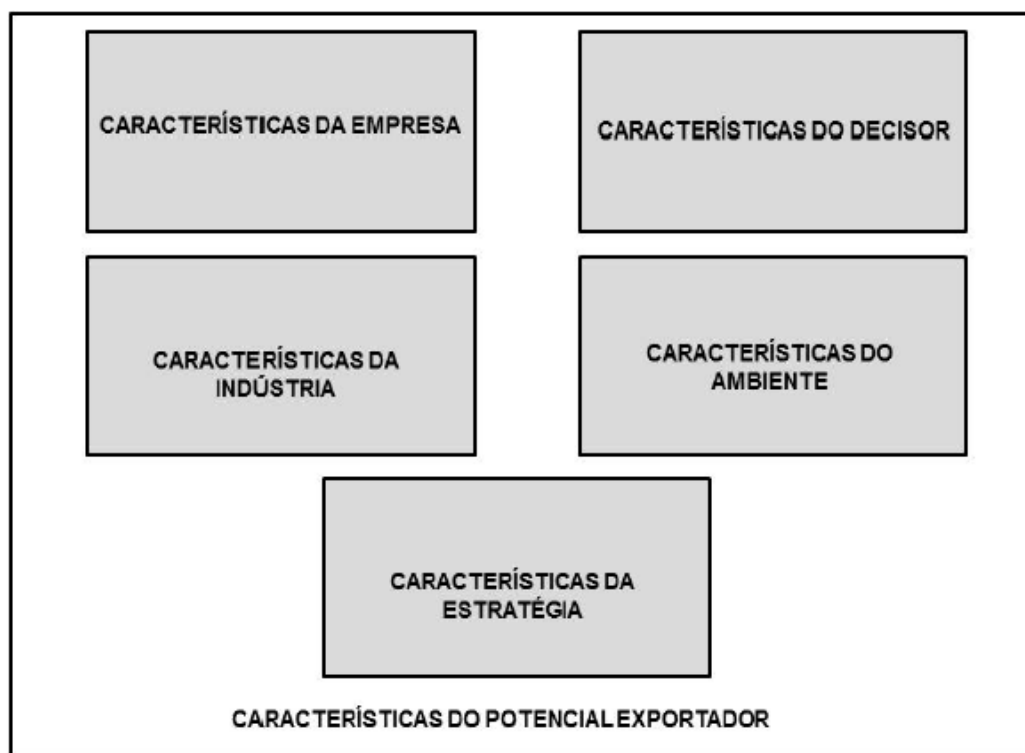 CARACTERÍSTICAS DA EMPRESA
CARACTERÍSTICAS DO DECISOR
CARACTERÍSTICAS DA
INDÚSTRIA
CARACTERÍSTICAS DO
AMBIENTE
CARACTERÍSTICAS DA
ESTRATÉGIA
CARACTERÍSTICAS DO POTENCIAL EXPORTADOR